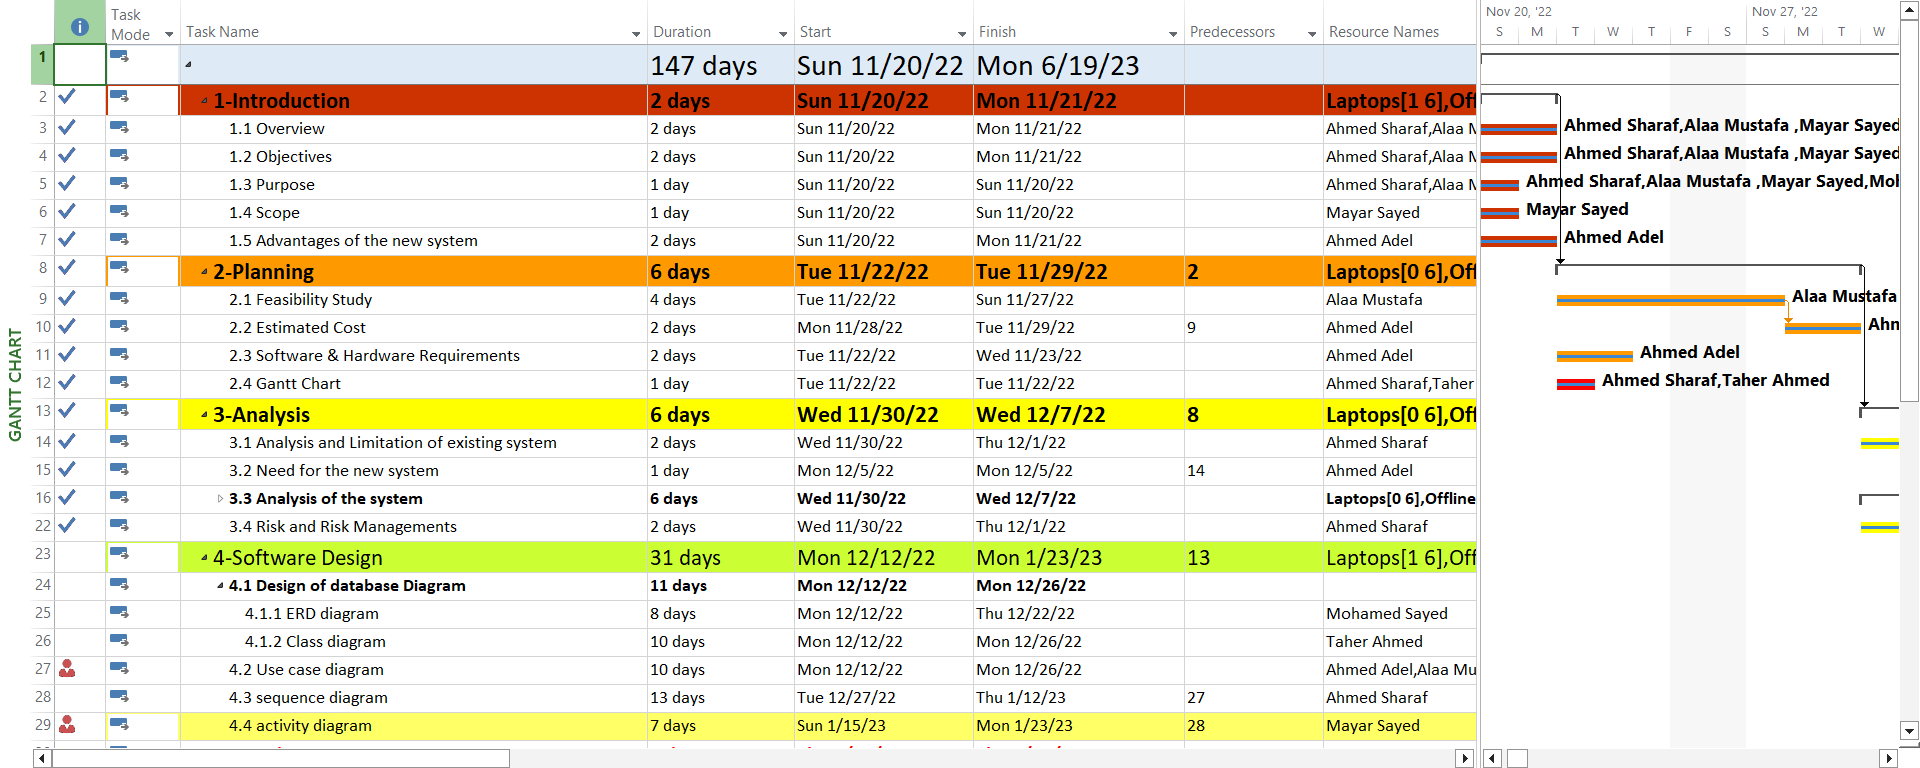 GANTT CHART
Task Mode Task Name Duration Start Finish Predecessors Resource Names
1 147 days Sun 11/20/22 Mon 6/19/23
2 1-Introduction 2 days Sun 11/20/22 Mon 11/21/22 Laptops[1 6],Off
3 1.1 Overview 2 days Sun 11/20/22 Mon 11/21/22 Ahmed Sharaf,Alaa M
4 1.2 Objectives 2 days Sun 11/20/22 Mon 11/21/22 Ahmed Sharaf,Alaa M
5 1.3 Purpose 1 day Sun 11/20/22 Sun 11/20/22 Ahmed Sharaf,Alaa M
6 1.4 Scope 1 day Sun 11/20/22 Sun 11/20/22 Mayar Sayed
7 1.5 Advantages of the new system 2 days Sun 11/20/22 Mon 11/21/22 Ahmed Adel
8 2-Planning 6 days Tue 11/22/22 Tue 11/29/22 2 Laptops[0 6],Off
9 2.1 Feasibility Study 4 days Tue 11/22/22 Sun 11/27/22 Alaa Mustafa
10 2.2 Estimated Cost 2 days Mon 11/28/22 Tue 11/29/22 9 Ahmed Adel
11 2.3 Software & Hardware Requirements 2 days Tue 11/22/22 Wed 11/23/22 Ahmed Adel
12 2.4 Gantt Chart 1 day Tue 11/22/22 Tue 11/22/22 Ahmed Sharaf,Taher
13 3-Analysis 6 days Wed 11/30/22 Wed 12/7/22 8 Laptops[0 6],Off
14 3.1 Analysis and Limitation of existing system 2 days Wed 11/30/22 Thu 12/1/22 Ahmed Sharaf
15 3.2 Need for the new system 1 day Mon 12/5/22 Mon 12/5/22 14 Ahmed Adel
16 3.3 Analysis of the system 6 days Wed 11/30/22 Wed 12/7/22 Laptops[0 6],Offline
22 3.4 Risk and Risk Managements 2 days Wed 11/30/22 Thu 12/1/22 Ahmed Sharaf
23 4-Software Design 31 days Mon 12/12/22 Mon 1/23/23 13 Laptops[1 6],Off
24 4.1 Design of database Diagram 11 days Mon 12/12/22 Mon 12/26/22
25 4.1.1 ERD diagram 8 days Mon 12/12/22 Thu 12/22/22 Mohamed Sayed
26 4.1.2 Class diagram 10 days Mon 12/12/22 Mon 12/26/22 Taher Ahmed
27 4.2 Use case diagram 10 days Mon 12/12/22 Mon 12/26/22 Ahmed Adel,Alaa Mu
28 4.3 sequence diagram 13 days Tue 12/27/22 Thu 1/12/23 27 Ahmed Sharaf
29 4.4 activity diagram 7 days Sun 1/15/23 Mon 1/23/23 28 Mayar Sayed
Nov 20, '22 Nov 27, '22
S M T W T F S S M T W
Ahmed Sharaf,Alaa Mustafa ,Mayar Sayed
Ahmed Sharaf,Alaa Mustafa ,Mayar Sayed
Ahmed Sharaf,Alaa Mustafa ,Mayar Sayed,Moh
Mayar Sayed
Ahmed Adel
Alaa Mustafa
Ahm
Ahmed Adel
Ahmed Sharaf,Taher Ahmed